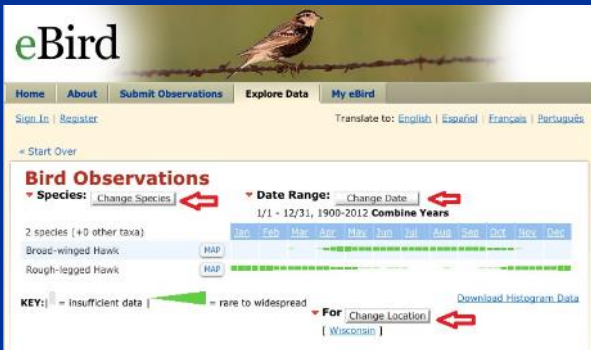 eBird
Home About Submit Observations Explore Data My eBird
Sign In | Register Translate to: English | Español | Français | Português
« Start Over
Bird Observations
Species: Change Species Date Range: Change Date
1/1 - 12/31, 1900-2012 Combine Years
2 species (+0 other taxa) Jan Feb Mar Apr May Jun Jul Aug Sep Oct Nov Dec
Broad-winged Hawk MAP
Rough-legged Hawk MAP
KEY:| = insufficient data | = rare to widespread Download Histogram Data
For Change Location
[ Wisconsin ]